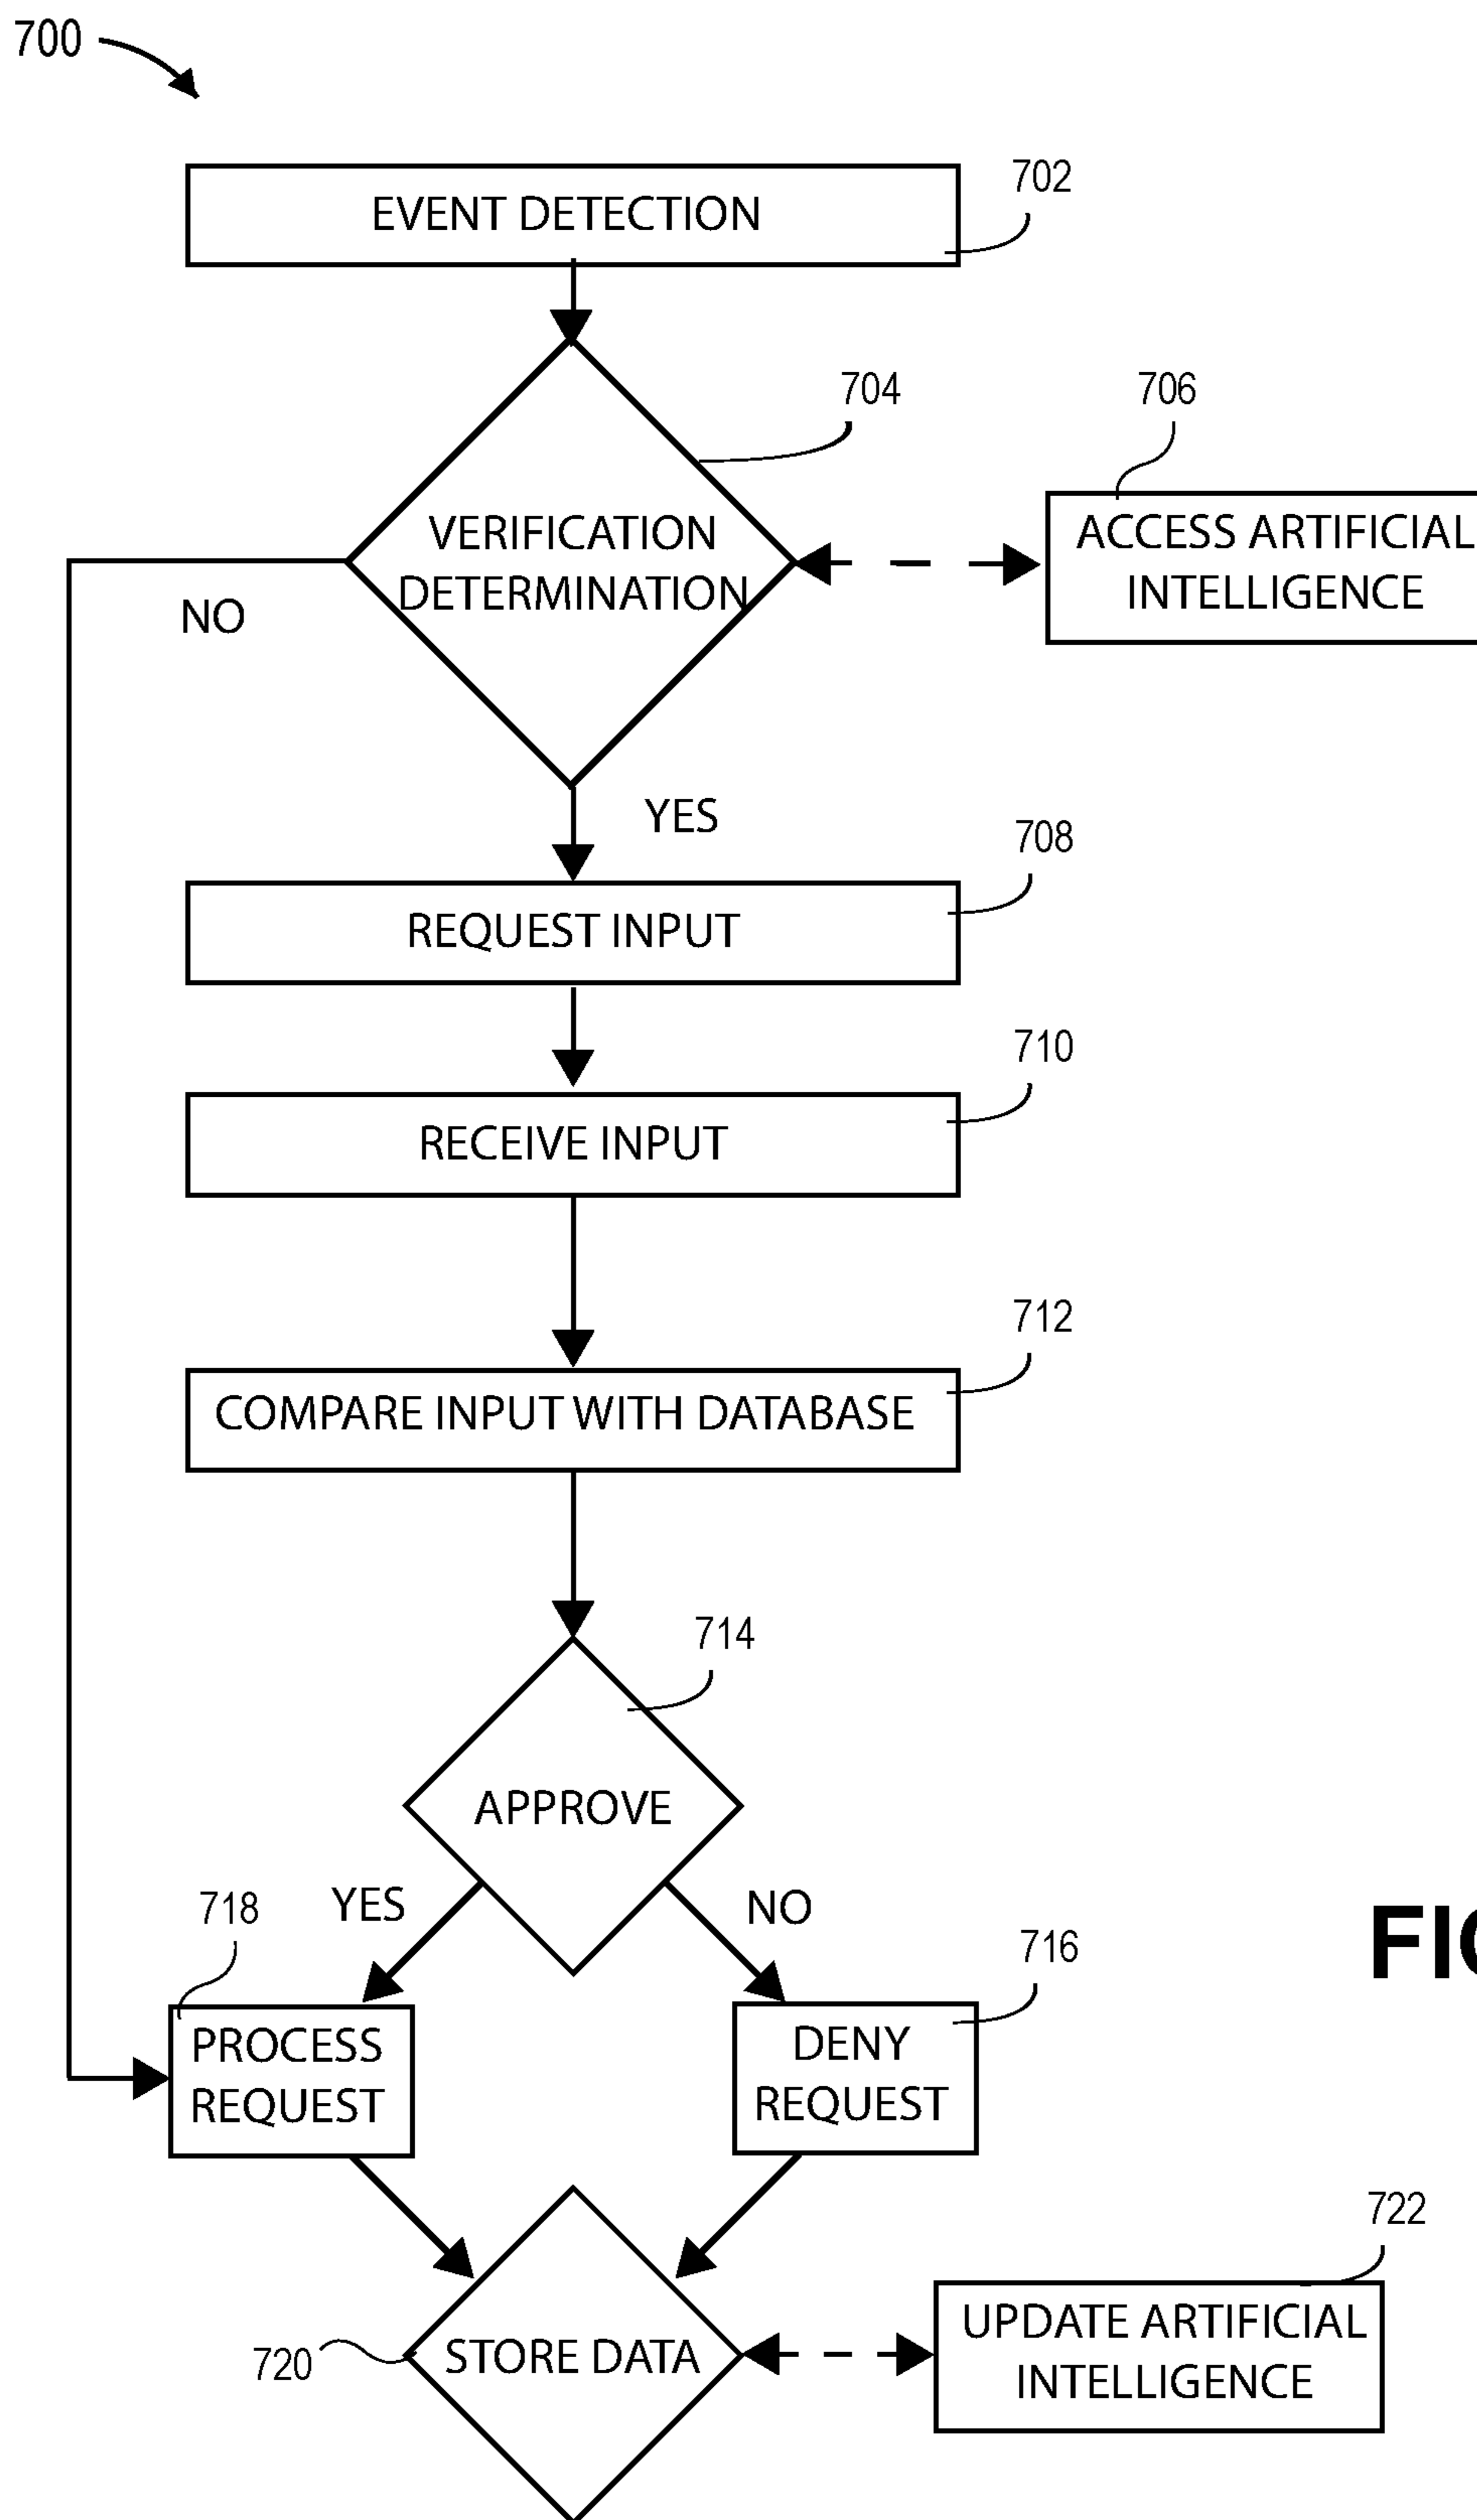 700
EVENT DETECTION
702
704
706
VERIFICATION
DETERMINATION
ACCESS ARTIFICIAL
INTELLIGENCE
NO
YES
708
REQUEST INPUT
710
RECEIVE INPUT
712
COMPARE INPUT WITH DATABASE
714
APPROVE
718
YES
NO
716
PROCESS
REQUEST
DENY
REQUEST
722
720
STORE DATA
UPDATE ARTIFICIAL
INTELLIGENCE